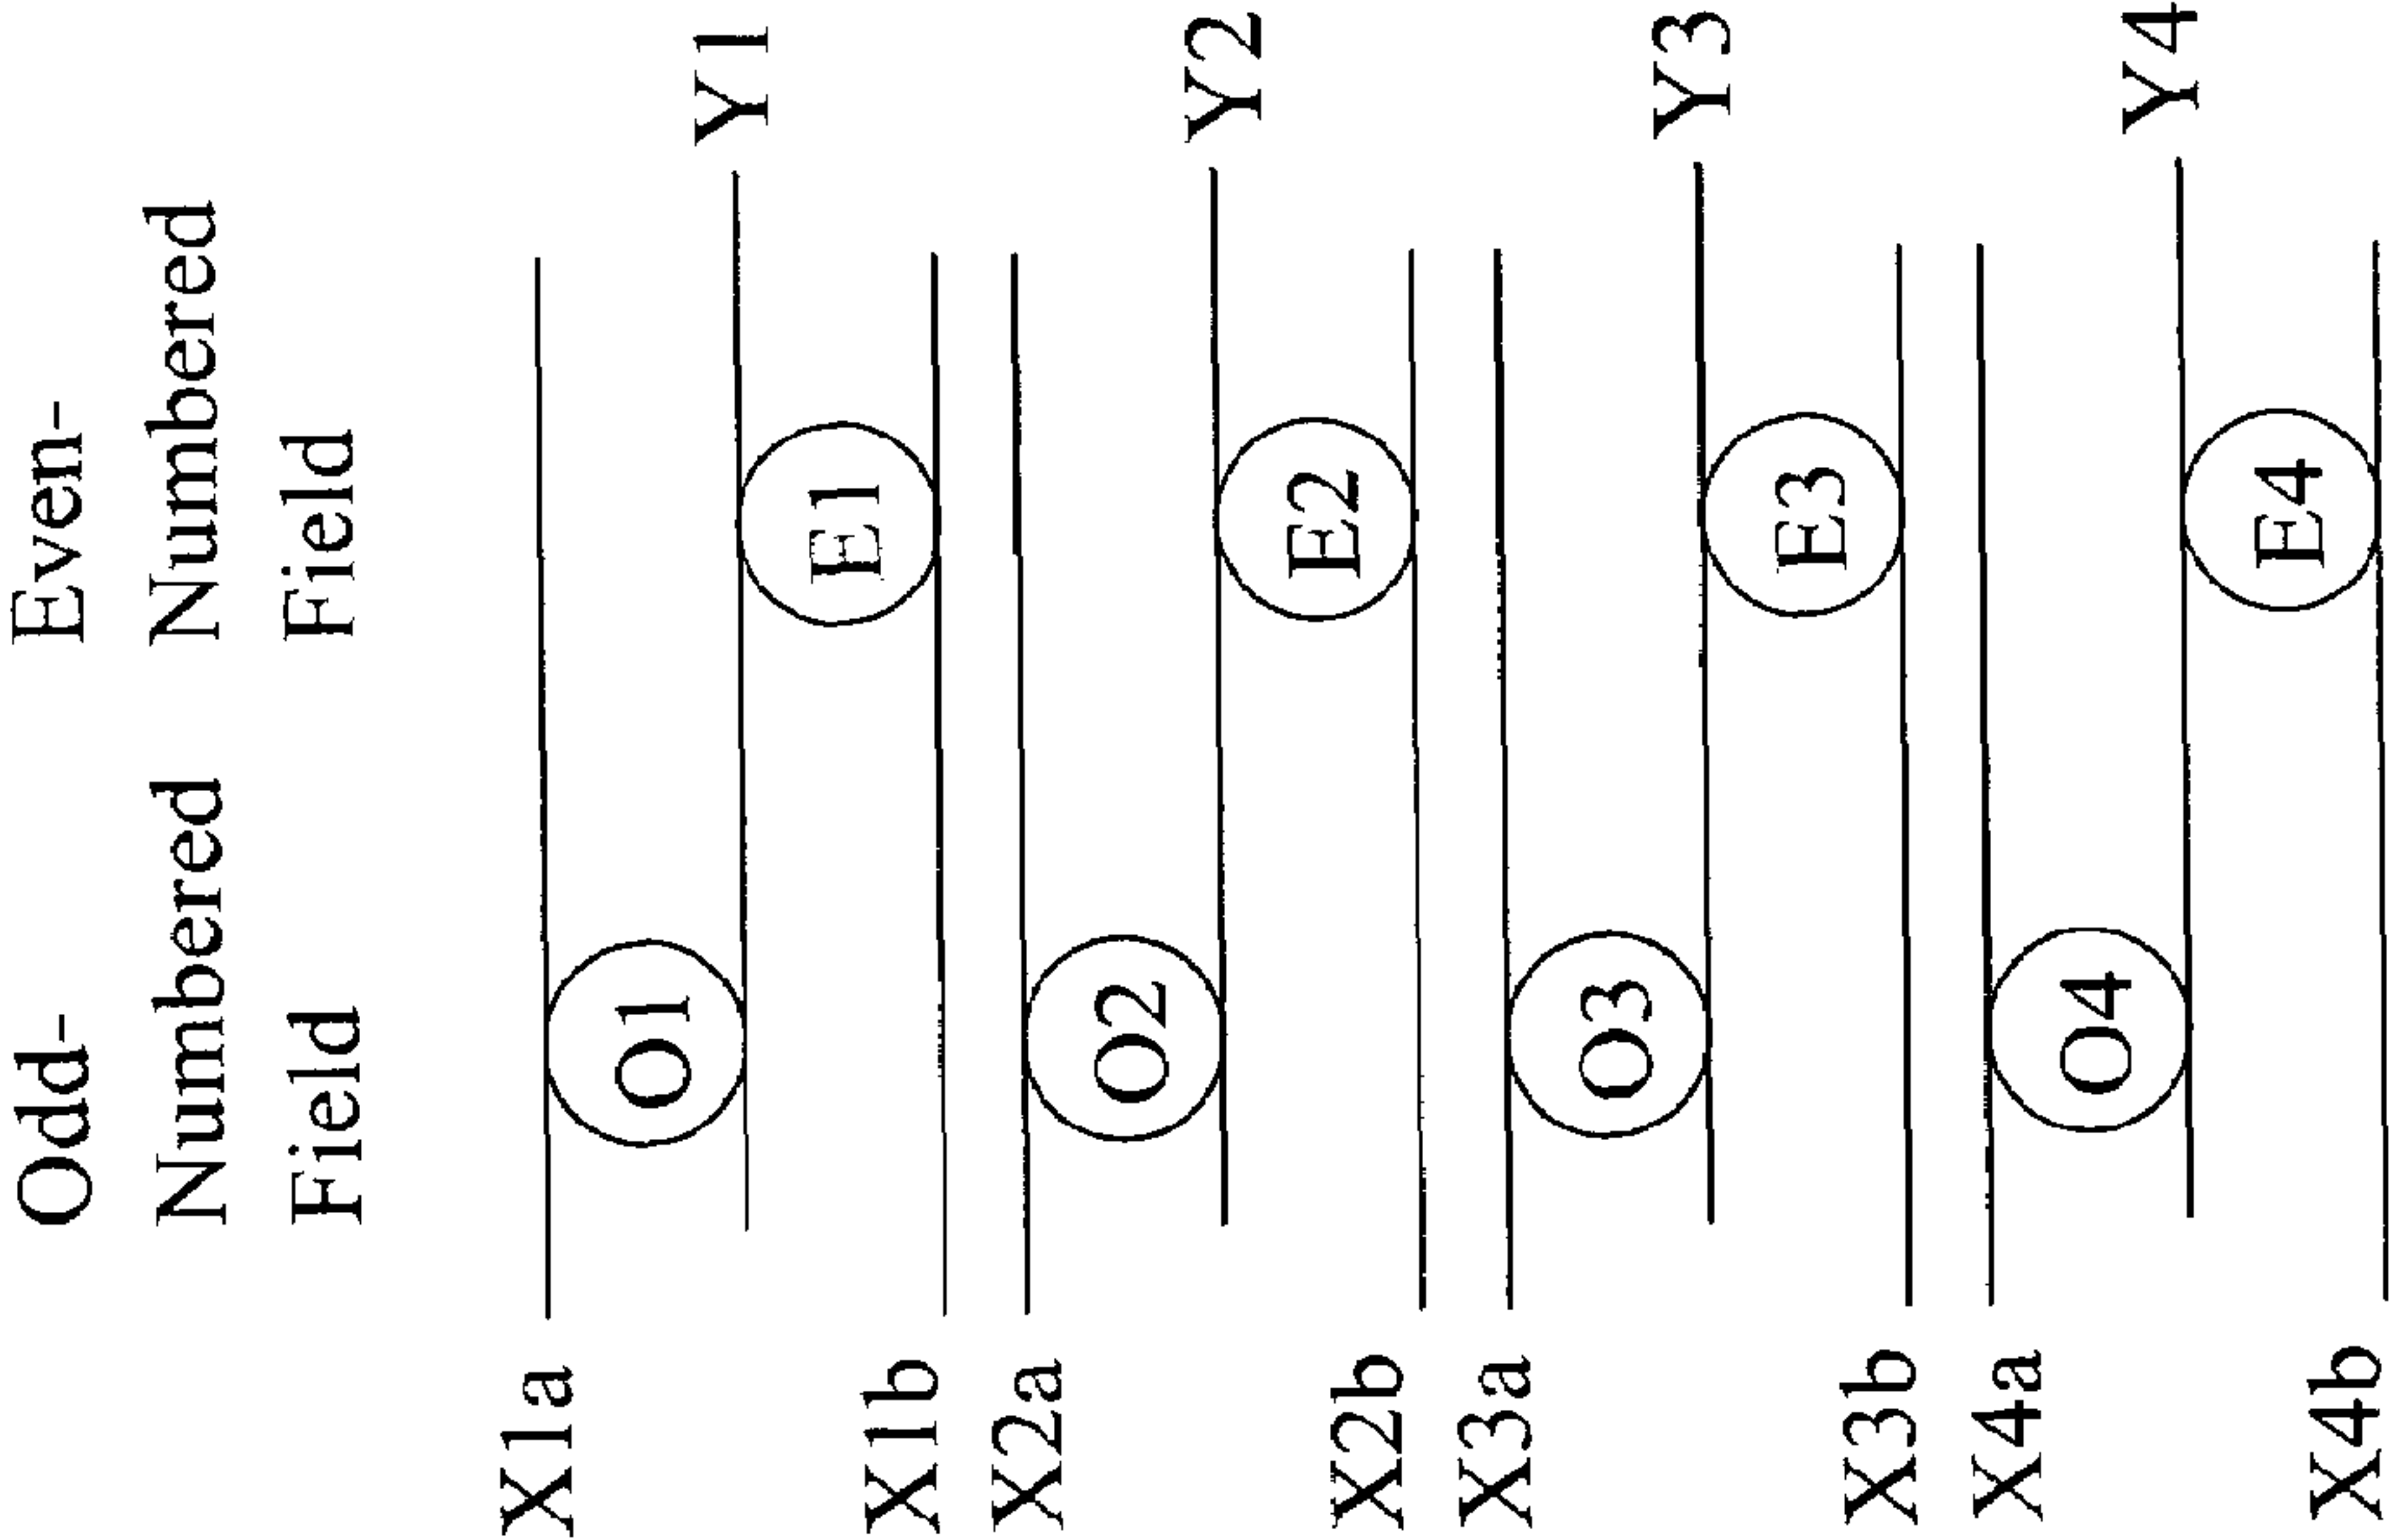 Odd-
Numbered
Field
Even-
Numbered
Field
X1a
O1
Y1
E1
X1b
X2a
O2
Y2
E2
X2b
X3a
O3
Y3
E3
X3b
X4a
O4
Y4
E4
X4b